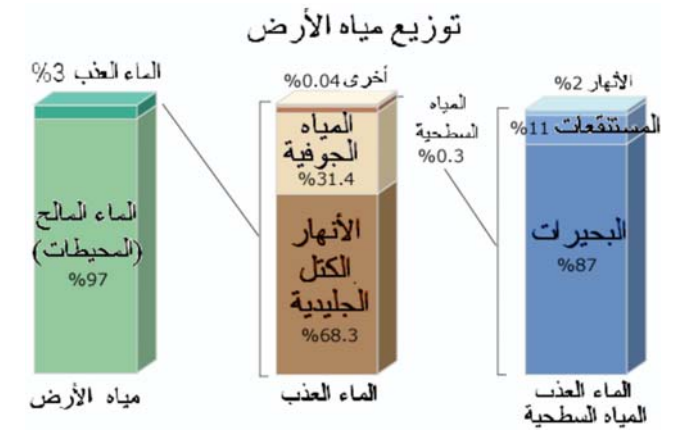 توزيع مياه الأرض
الأنهار 2%
المستنقعات 11%
البحيرات
87%
الماء العذب
المياه السطحية
أخرى 0.04%
المياه
السطحية
0.3%
المياه
الجوفية
31.4%
الأنهار
الكتل
الجليدية
68.3%
الماء العذب
الماء العذب 3%
الماء المالح
(المحيطات)
97%
مياه الأرض